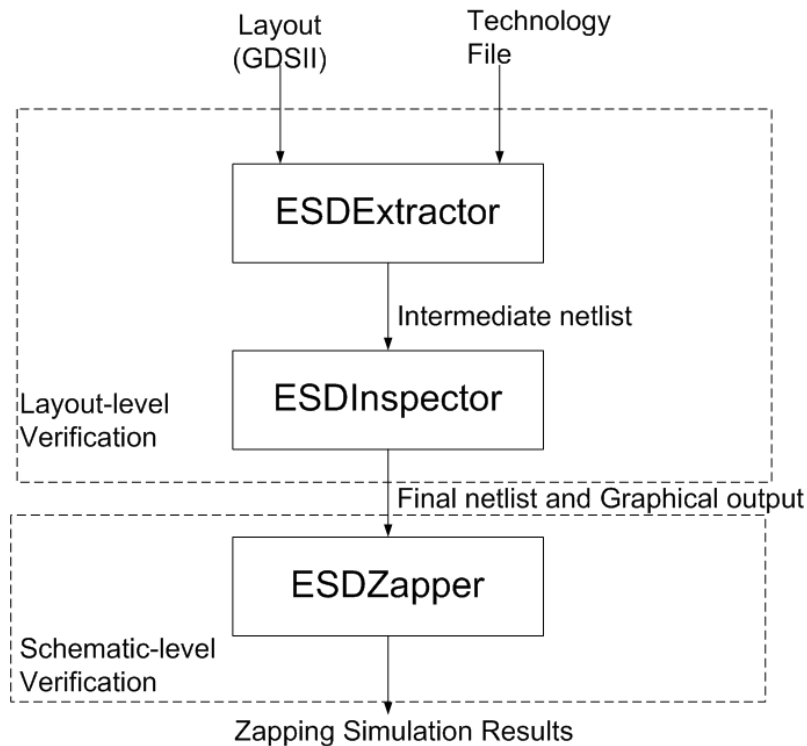 Layout
(GDSII)
Technology
File
ESDExtractor
Intermediate netlist
ESDInspector
Layout-level
Verification
Final netlist and Graphical output
ESDZapper
Schematic-level
Verification
Zapping Simulation Results